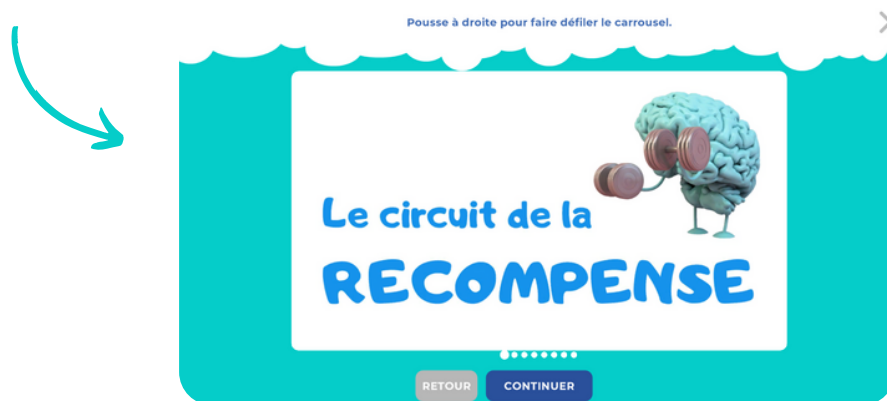 Pousse à droite pour faire défiler le carrousel.
Le circuit de la
RECOMPENSE
RETOUR
CONTINUER